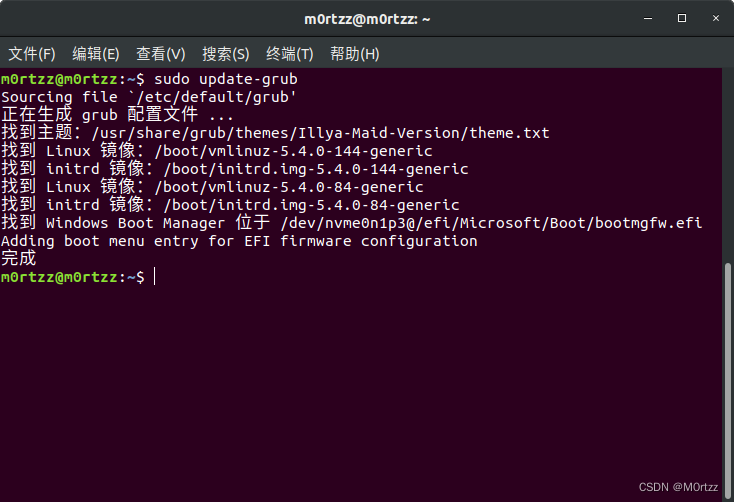 m0rtzz@m0rtzz: ~
文件(F) 编辑(E) 查看(V) 搜索(S) 终端(T) 帮助(H)
m0rtzz@m0rtzz:~$ sudo update-grub
Sourcing file `/etc/default/grub'
正在生成 grub 配置文件 ...
找到主题：/usr/share/grub/themes/Illya-Maid-Version/theme.txt
找到 Linux 镜像：/boot/vmlinuz-5.4.0-144-generic
找到 initrd 镜像：/boot/initrd.img-5.4.0-144-generic
找到 Linux 镜像：/boot/vmlinuz-5.4.0-84-generic
找到 initrd 镜像：/boot/initrd.img-5.4.0-84-generic
找到 Windows Boot Manager 位于 /dev/nvme0n1p3@/efi/Microsoft/Boot/bootmgfw.efi
Adding boot menu entry for EFI firmware configuration
完成
m0rtzz@m0rtzz:~$
CSDN @M0rtzz